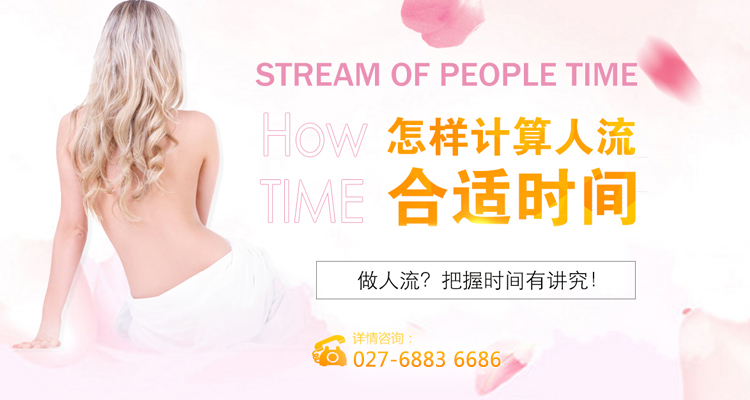 STREAM OF PEOPLE TIME
How 怎样计算人流
TIME 合适时间
做人流？把握时间有讲究！
详情咨询：
027-6883 6686